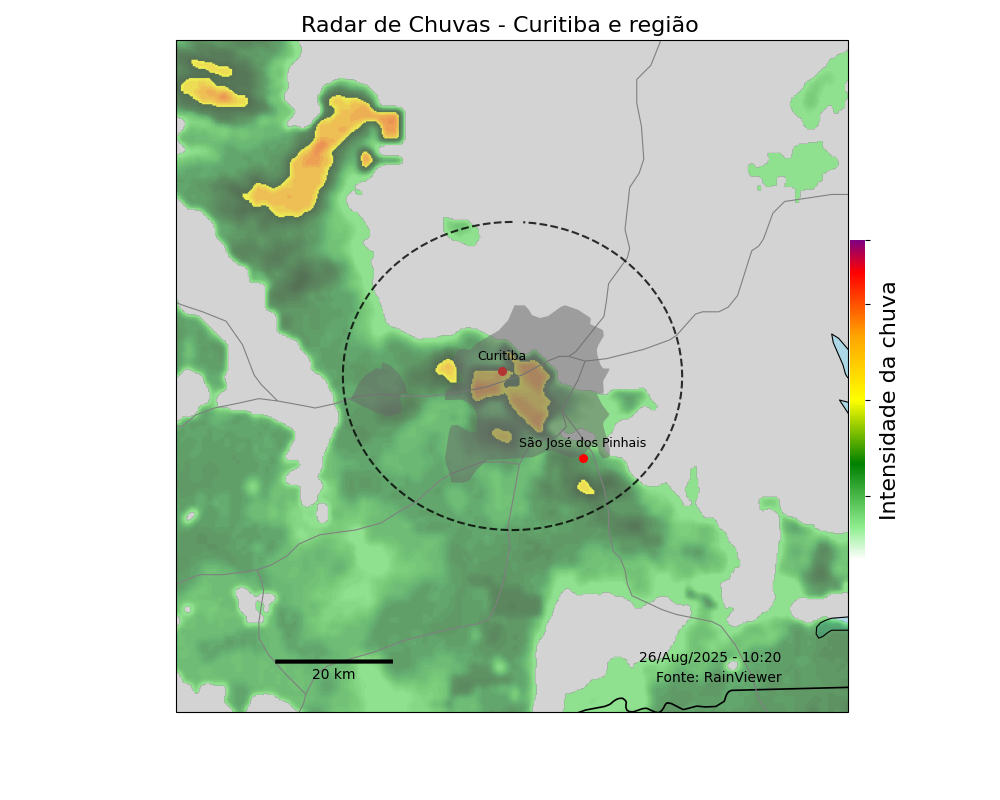 Radar de Chuvas - Curitiba e região
Curitiba
São José dos Pinhais
Intensidade da chuva
20 km
26/Aug/2025 - 10:20
Fonte: RainViewer